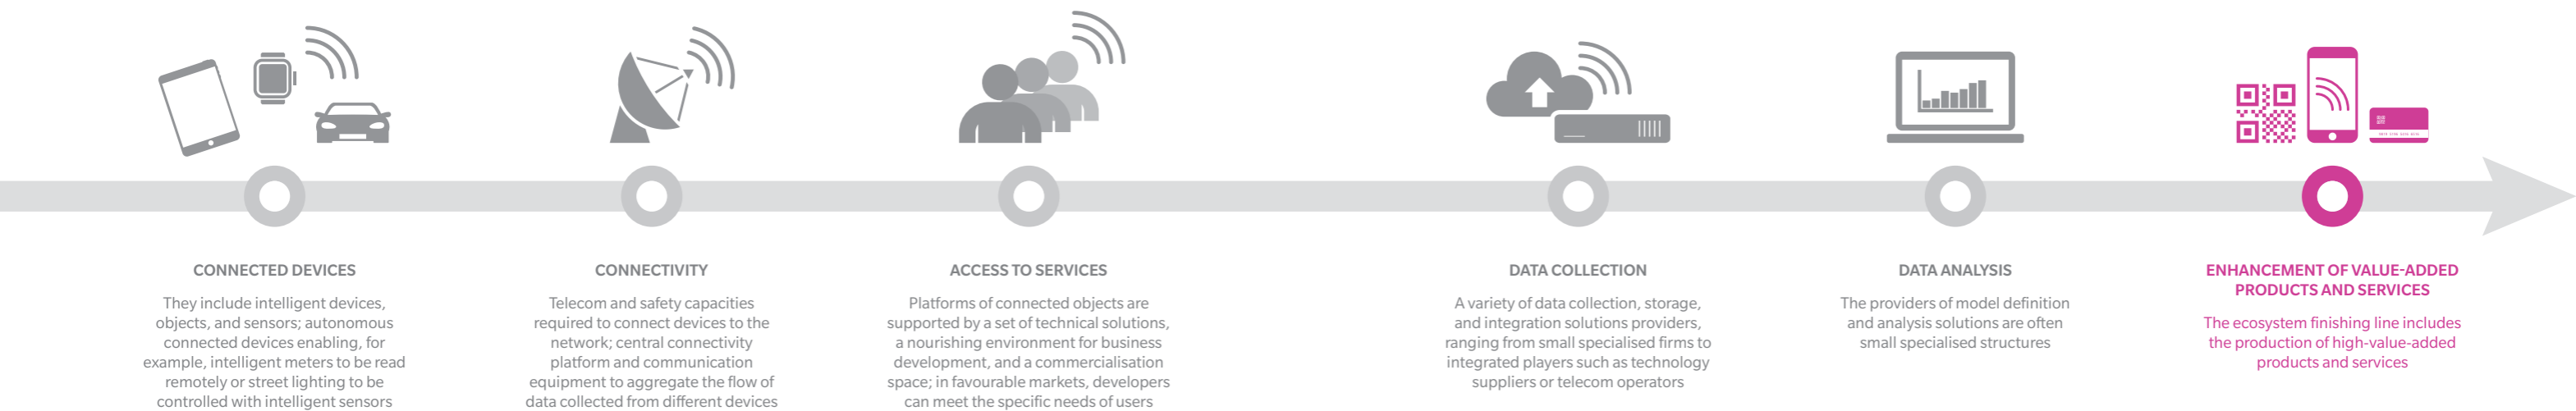 CONNECTED DEVICES
They include intelligent devices,
objects, and sensors; autonomous
connected devices enabling, for
example, intelligent meters to be read
remotely or street lighting to be
controlled with intelligent sensors
CONNECTIVITY
Telecom and safety capacities
required to connect devices to the
network; central connectivity
platform and communication
equipment to aggregate the flow of
data collected from different devices
ACCESS TO SERVICES
Platforms of connected objects are
supported by a set of technical solutions,
a nourishing environment for business
development, and a commercialisation
space; in favourable markets, developers
can meet the specific needs of users
DATA COLLECTION
A variety of data collection, storage,
and integration solutions providers,
ranging from small specialised firms to
integrated players such as technology
suppliers or telecom operators
DATA ANALYSIS
The providers of model definition
and analysis solutions are often
small specialised structures
ENHANCEMENT OF VALUE-ADDED
PRODUCTS AND SERVICES
The ecosystem finishing line includes
the production of high-value-added
products and services